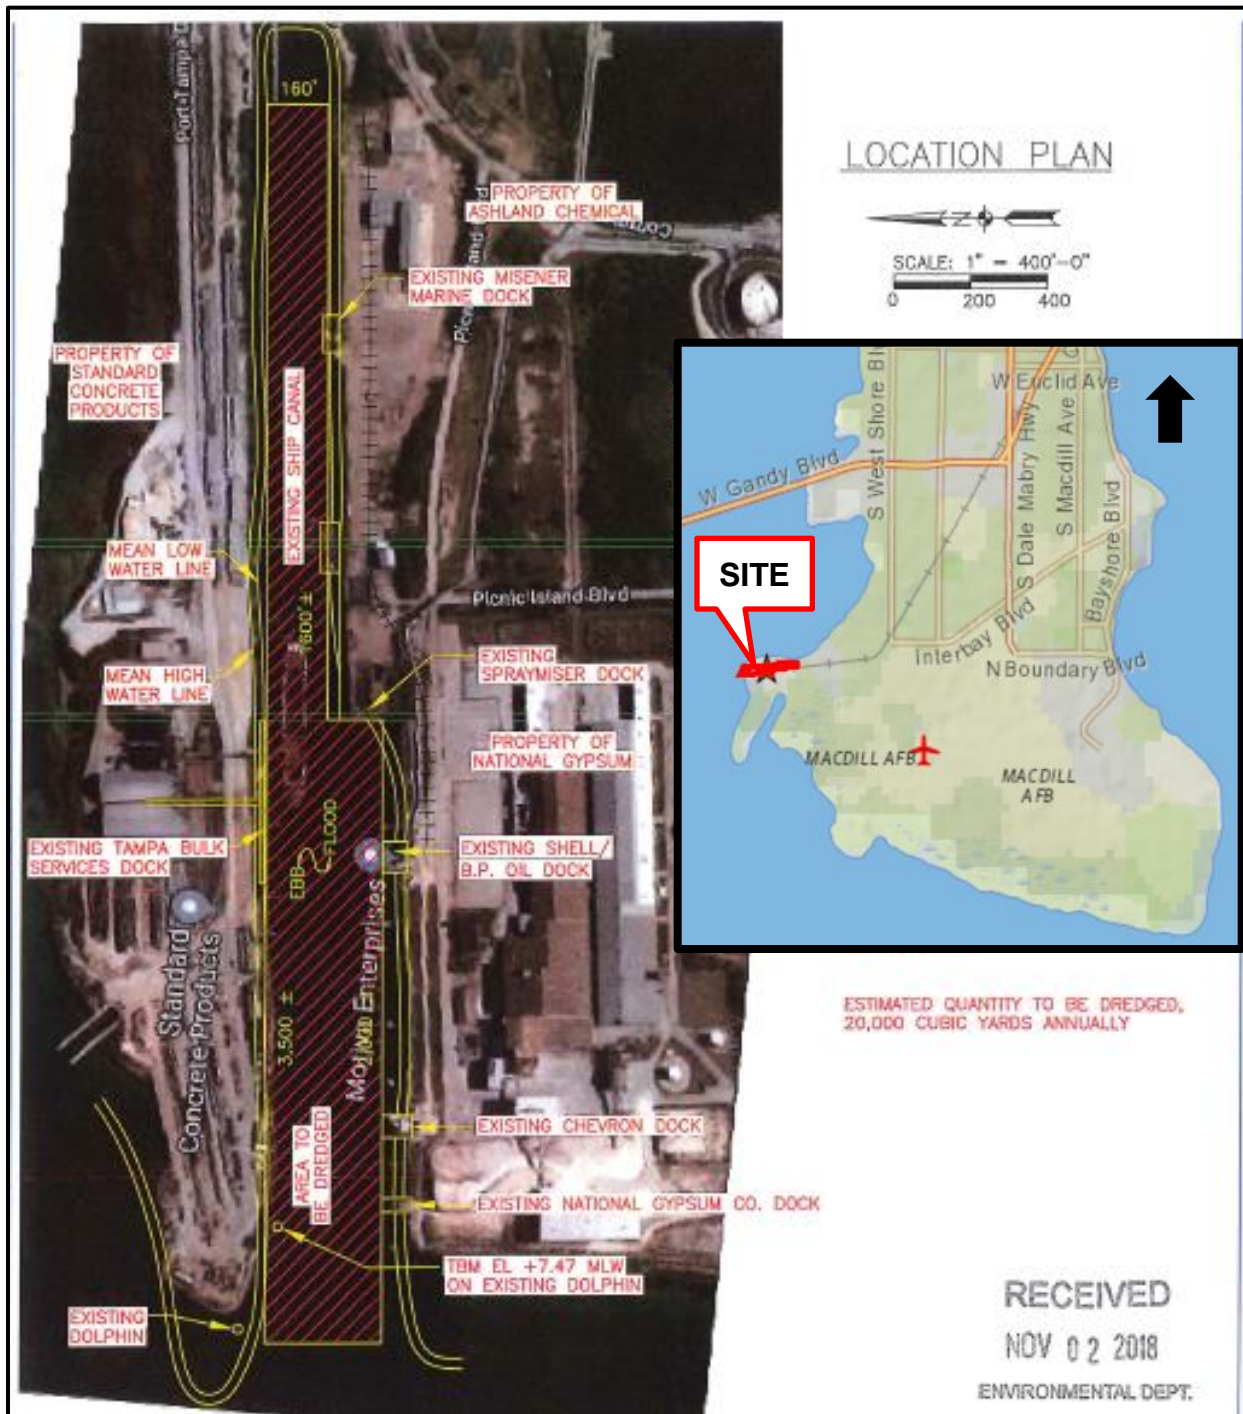 160'
LOCATION PLAN
N
SCALE: 1" = 400'-0"
0 200 400
PROPERTY OF
ASHLAND CHEMICAL
EXISTING MISENER
MARINE DOCK
PROPERTY OF
STANDARD
CONCRETE
PRODUCTS
EXISTING SHIP CANAL
MEAN LOW
WATER LINE
MEAN HIGH
WATER LINE
Picnic Island Blvd
EXISTING
SPRAYMISER DOCK
PROPERTY OF
NATIONAL GYPSUM
EXISTING TAMPA BULK
SERVICES DOCK
EBB
FLOOD
EXISTING SHELL/
B.P. OIL DOCK
Standard
Concrete Products
3,500 ±
Motiva Enterprises
AREA TO
BE DREDGED
EXISTING CHEVRON DOCK
EXISTING NATIONAL GYPSUM CO. DOCK
TBM EL +7.47 MLW
ON EXISTING DOLPHIN
EXISTING
DOLPHIN
W Euclid Ave
S West Shore Blv
S Dale Mabry Hwy
S Macdill Ave
Bayshore Blvd
W Gandy Blvd
SITE
Interbay Blvd
N Boundary Blvd
MACDILL AFB
MACDILL
AFB
ESTIMATED QUANTITY TO BE DREDGED,
20,000 CUBIC YARDS ANNUALLY
RECEIVED
NOV 02 2018
ENVIRONMENTAL DEPT.